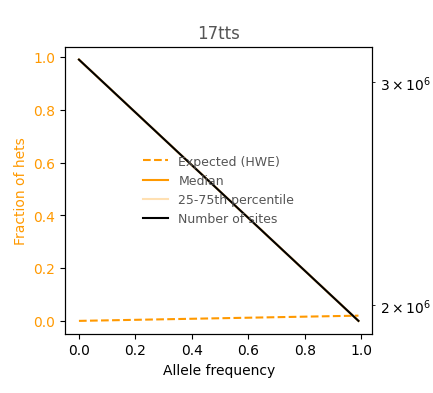 17tts
1.0
0.8
0.6
0.4
0.2
0.0
Fraction of hets
Expected (HWE)
Median
25-75th percentile
Number of sites
3 × 10⁶
2 × 10⁶
0.0 0.2 0.4 0.6 0.8 1.0
Allele frequency